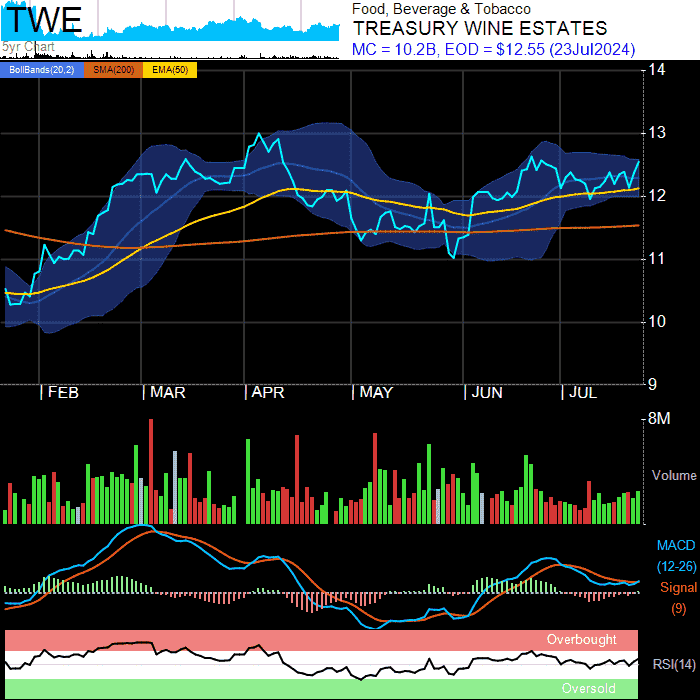 TWE
5yr Chart
Food, Beverage & Tobacco
TREASURY WINE ESTATES
MC = 10.2B, EOD = $12.55 (23Jul2024)
BollBands(20,2) SMA(200) EMA(50)
14
13
12
11
10
9
| FEB | MAR | APR | MAY | JUN | JUL
8M
Volume
MACD
(12-26)
Signal
(9)
Overbought
RSI(14)
Oversold